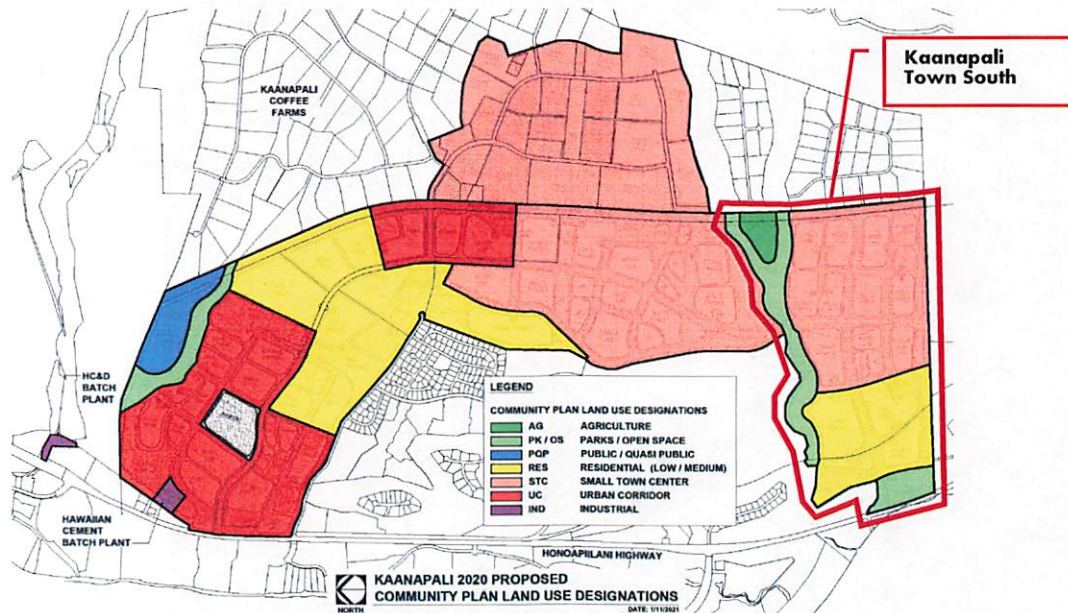 Kaanapali
Town South
KAANAPALI
COFFEE
FARMS
HC&D
BATCH
PLANT
HAWAIIAN
CEMENT
BATCH PLANT
LEGEND
COMMUNITY PLAN LAND USE DESIGNATIONS
AG AGRICULTURE
PK / OS PARKS / OPEN SPACE
PQP PUBLIC / QUASI PUBLIC
RES RESIDENTIAL (LOW / MEDIUM)
STC SMALL TOWN CENTER
UC URBAN CORRIDOR
IND INDUSTRIAL
HONOAPIILANI HIGHWAY
NORTH
KAANAPALI 2020 PROPOSED
COMMUNITY PLAN LAND USE DESIGNATIONS
DATE: 1/11/2021